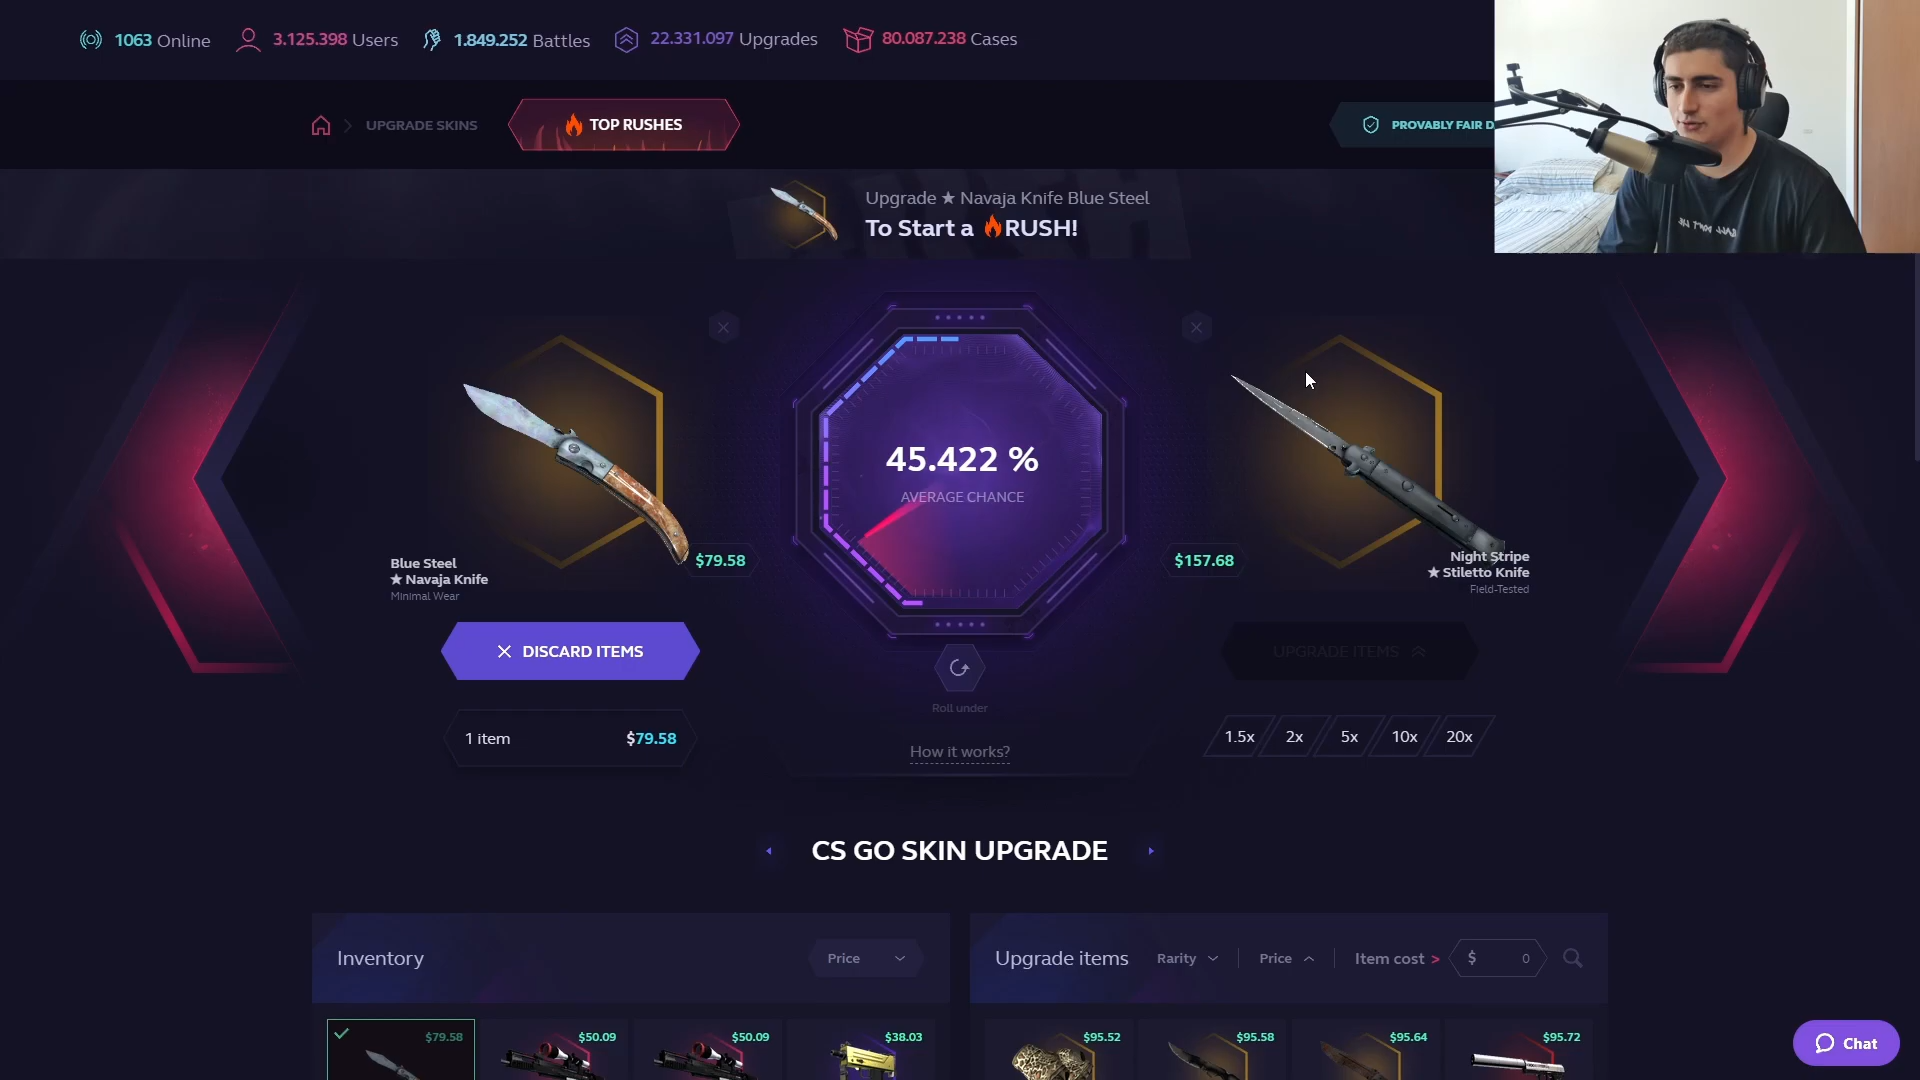 1063 Online
3.125.398 Users
1.849.252 Battles
22.331.097 Upgrades
80.087.238 Cases
UPGRADE SKINS
TOP RUSHES
PROVABLY FAIR D
Upgrade ★ Navaja Knife Blue Steel
To Start a RUSH!
45.422 %
AVERAGE CHANCE
Blue Steel
★ Navaja Knife
Minimal Wear
$79.58
$157.68
Night Stripe
★ Stiletto Knife
Field-Tested
DISCARD ITEMS
UPGRADE ITEMS
Roll under
1 item $79.58
How it works?
1.5x 2x 5x 10x 20x
CS GO SKIN UPGRADE
Inventory
Price
Upgrade items
Rarity
Price
Item cost >
$ 0
$79.58
$50.09
$50.09
$38.03
$95.52
$95.58
$95.64
$95.72
Chat